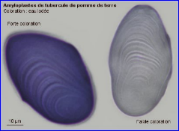 Amyloplastes de tubercule de pomme de terre
Coloration : eau iodée
Forte coloration
Faible coloration
10 µm